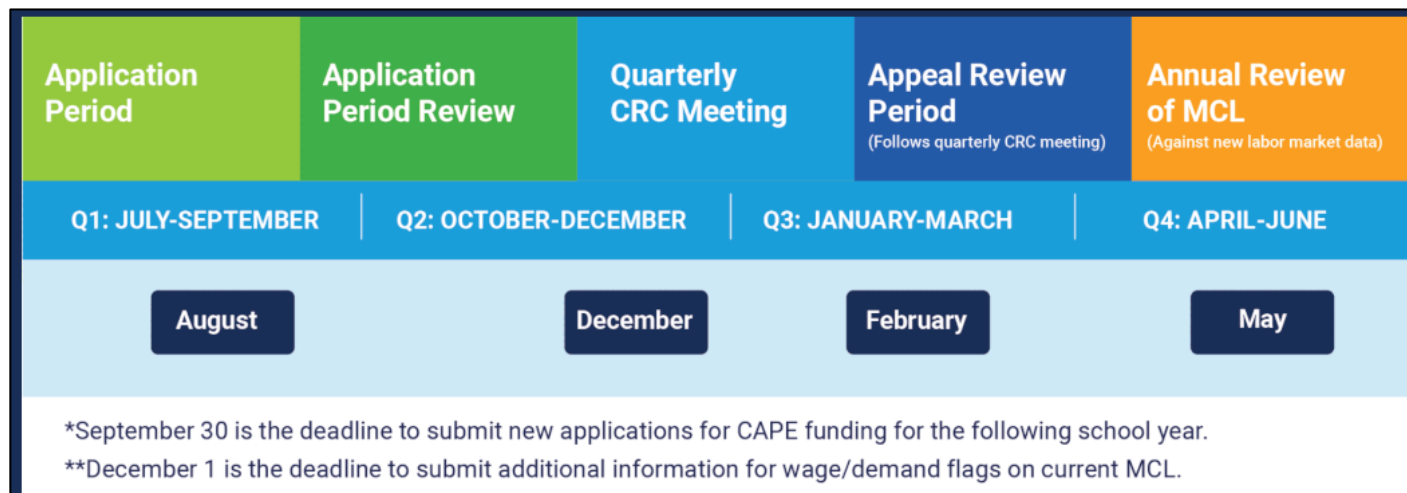 Application
Period
Application
Period Review
Quarterly
CRC Meeting
Appeal Review
Period
(Follows quarterly CRC meeting)
Annual Review
of MCL
(Against new labor market data)
Q1: JULY-SEPTEMBER
Q2: OCTOBER-DECEMBER
Q3: JANUARY-MARCH
Q4: APRIL-JUNE
August
December
February
May
*September 30 is the deadline to submit new applications for CAPE funding for the following school year.
**December 1 is the deadline to submit additional information for wage/demand flags on current MCL.